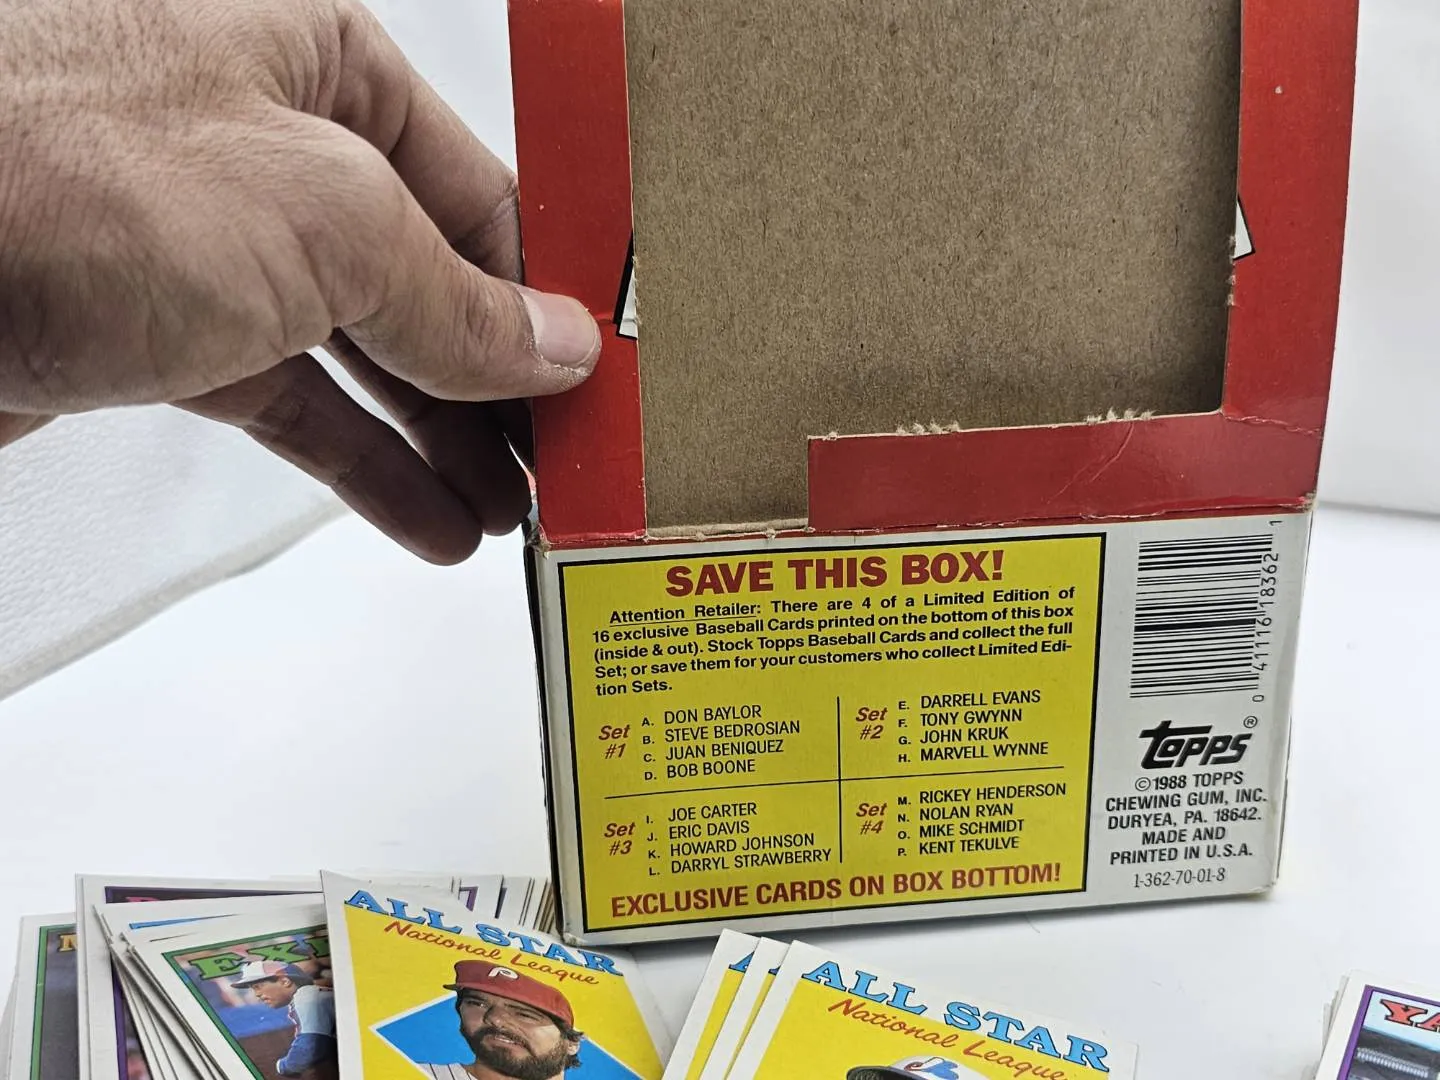 SAVE THIS BOX!
Attention Retailer: There are 4 of a Limited Edition of
16 exclusive Baseball Cards printed on the bottom of this box
(inside & out). Stock Topps Baseball Cards and collect the full
Set; or save them for your customers who collect Limited Edi-
tion Sets.
Set #1
A. DON BAYLOR
B. STEVE BEDROSIAN
C. JUAN BENIQUEZ
D. BOB BOONE
Set #2
E. DARRELL EVANS
F. TONY GWYNN
G. JOHN KRUK
H. MARVELL WYNNE
Set #3
I. JOE CARTER
J. ERIC DAVIS
K. HOWARD JOHNSON
L. DARRYL STRAWBERRY
Set #4
M. RICKEY HENDERSON
N. NOLAN RYAN
O. MIKE SCHMIDT
P. KENT TEKULVE
EXCLUSIVE CARDS ON BOX BOTTOM!
0 41116 18362 1
TOPPS®
©1988 TOPPS
CHEWING GUM, INC.
DURYEA, PA. 18642.
MADE AND
PRINTED IN U.S.A.
1-362-70-01-8
ALL STAR
National League
P
ALL STAR
National League